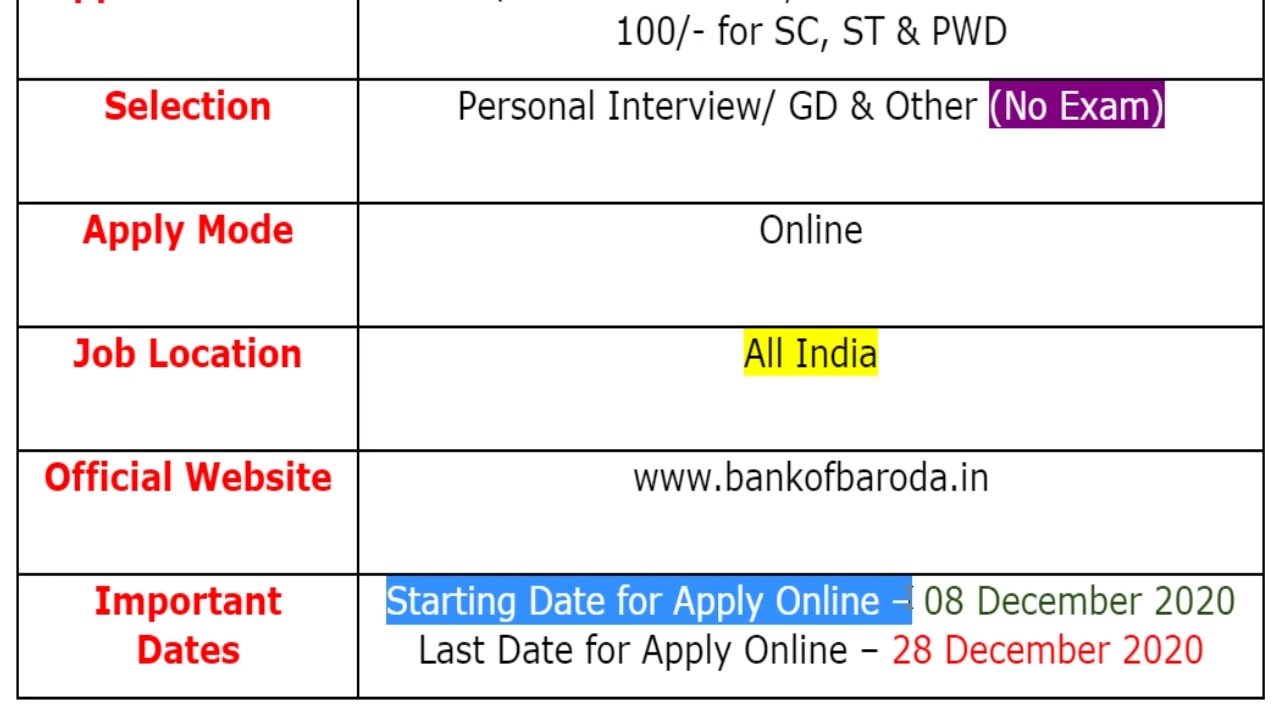 100/- for SC, ST & PWD
Selection
Personal Interview/ GD & Other (No Exam)
Apply Mode
Online
Job Location
All India
Official Website
www.bankofbaroda.in
Important
Dates
Starting Date for Apply Online – 08 December 2020
Last Date for Apply Online – 28 December 2020